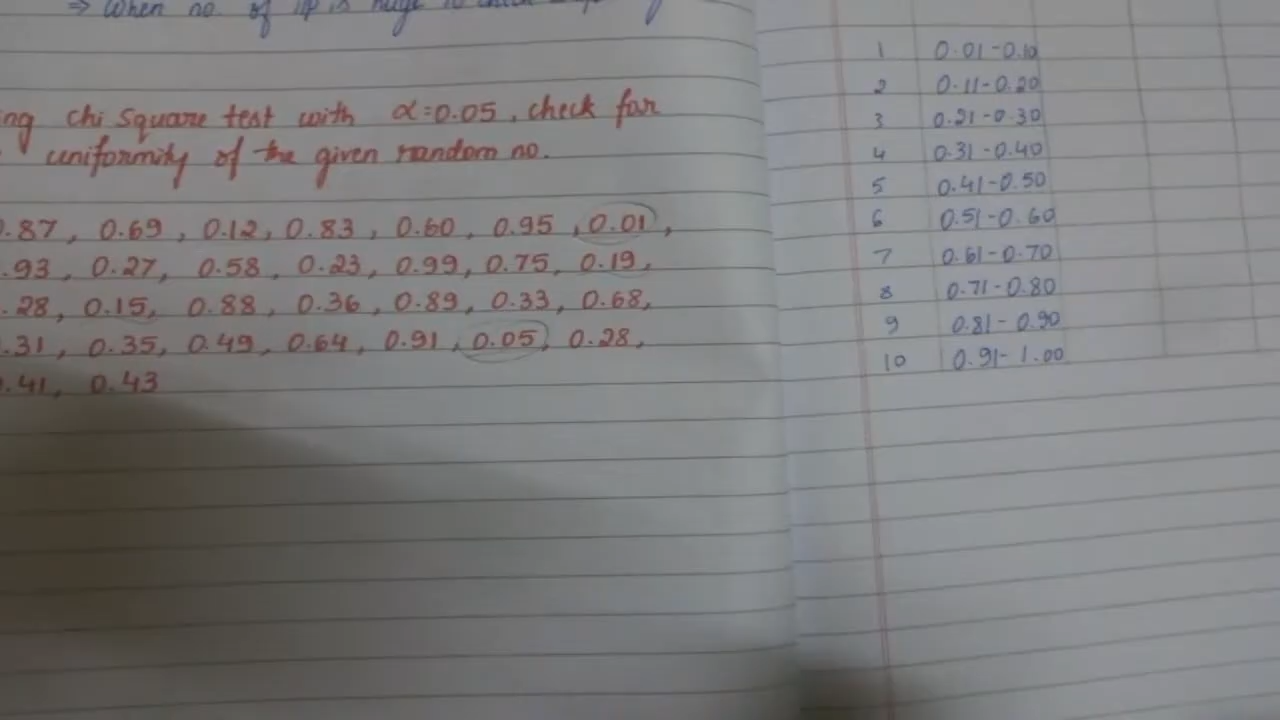 ⇒ When no. of is huge
ing chi square test with α=0.05, check for
uniformity of the given random no.
.87, 0.69, 0.12, 0.83, 0.60, 0.95, 0.01,
.93, 0.27, 0.58, 0.23, 0.99, 0.75, 0.19,
.28, 0.15, 0.88, 0.36, 0.89, 0.33, 0.68,
.31, 0.35, 0.49, 0.64, 0.91, 0.05, 0.28,
.41, 0.43
1 0.01-0.10
2 0.11-0.20
3 0.21-0.30
4 0.31-0.40
5 0.41-0.50
6 0.51-0.60
7 0.61-0.70
8 0.71-0.80
9 0.81-0.90
10 0.91-1.00